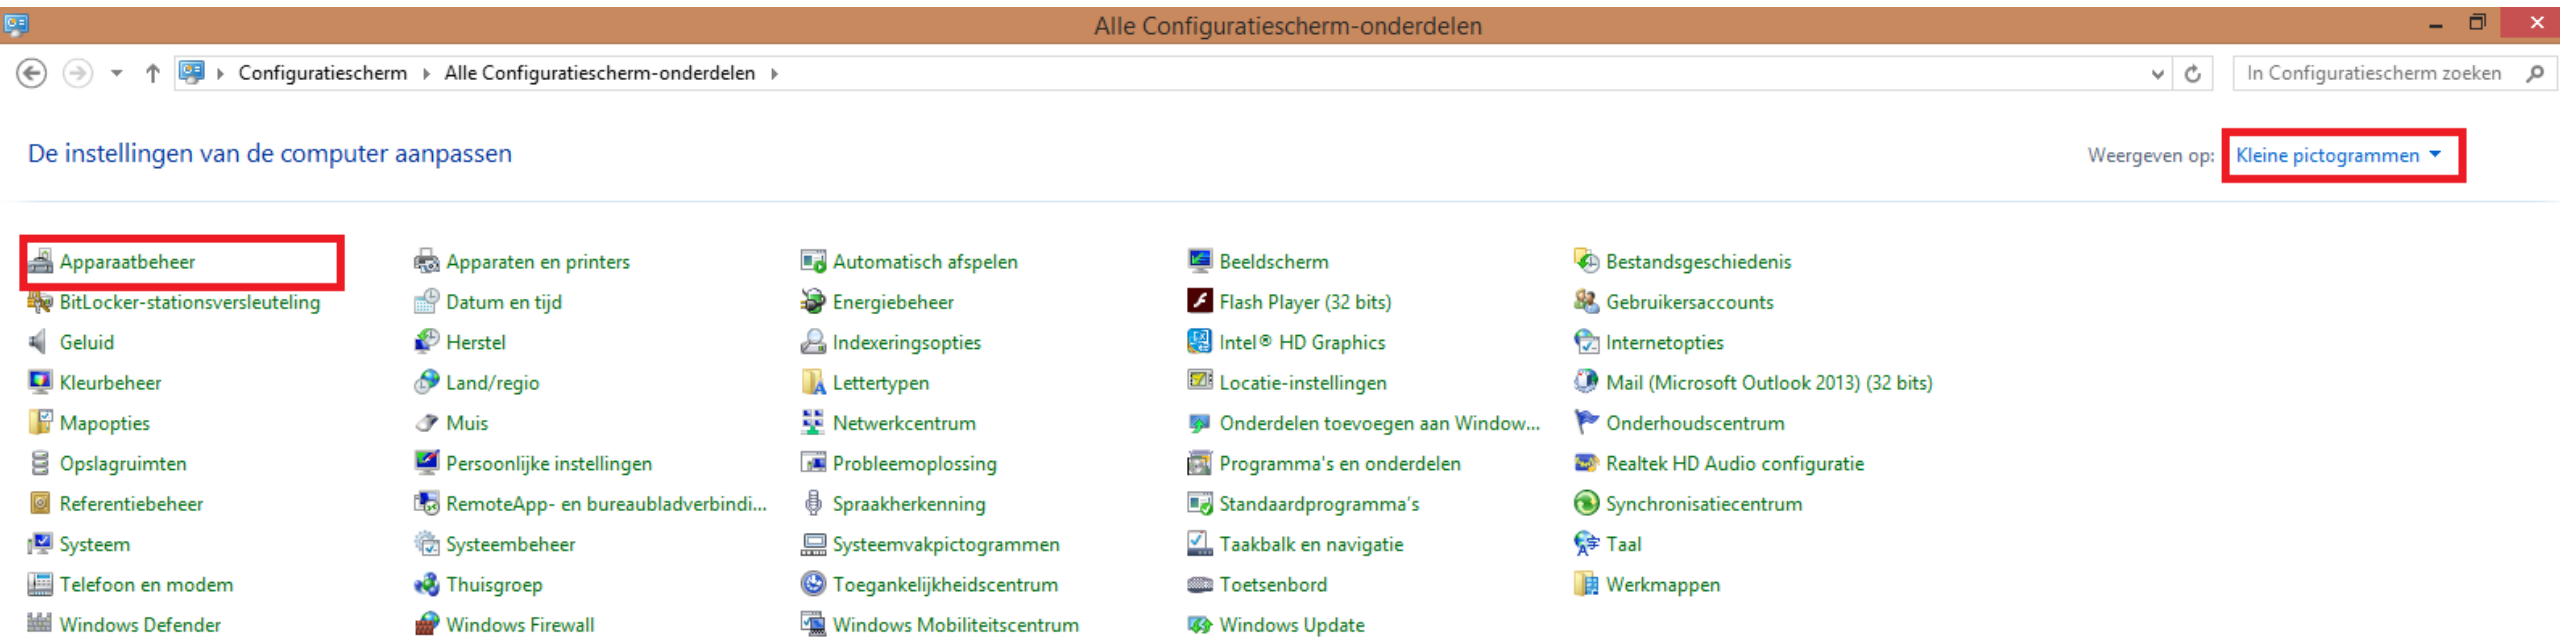 Alle Configuratiescherm-onderdelen
Configuratiescherm Alle Configuratiescherm-onderdelen In Configuratiescherm zoeken
De instellingen van de computer aanpassen Weergeven op: Kleine pictogrammen
Apparaatbeheer Apparaten en printers Automatisch afspelen Beeldscherm Bestandsgeschiedenis
BitLocker-stationsversleuteling Datum en tijd Energiebeheer Flash Player (32 bits) Gebruikersaccounts
Geluid Herstel Indexeringsopties Intel® HD Graphics Internetopties
Kleurbeheer Land/regio Lettertypen Locatie-instellingen Mail (Microsoft Outlook 2013) (32 bits)
Mapopties Muis Netwerkcentrum Onderdelen toevoegen aan Window... Onderhoudscentrum
Opslagruimten Persoonlijke instellingen Probleemoplossing Programma's en onderdelen Realtek HD Audio configuratie
Referentiebeheer RemoteApp- en bureaubladverbindi... Spraakherkenning Standaardprogramma's Synchronisatiecentrum
Systeem Systeembeheer Systeemvakpictogrammen Taakbalk en navigatie Taal
Telefoon en modem Thuisgroep Toegankelijkheidscentrum Toetsenbord Werkmappen
Windows Defender Windows Firewall Windows Mobiliteitscentrum Windows Update